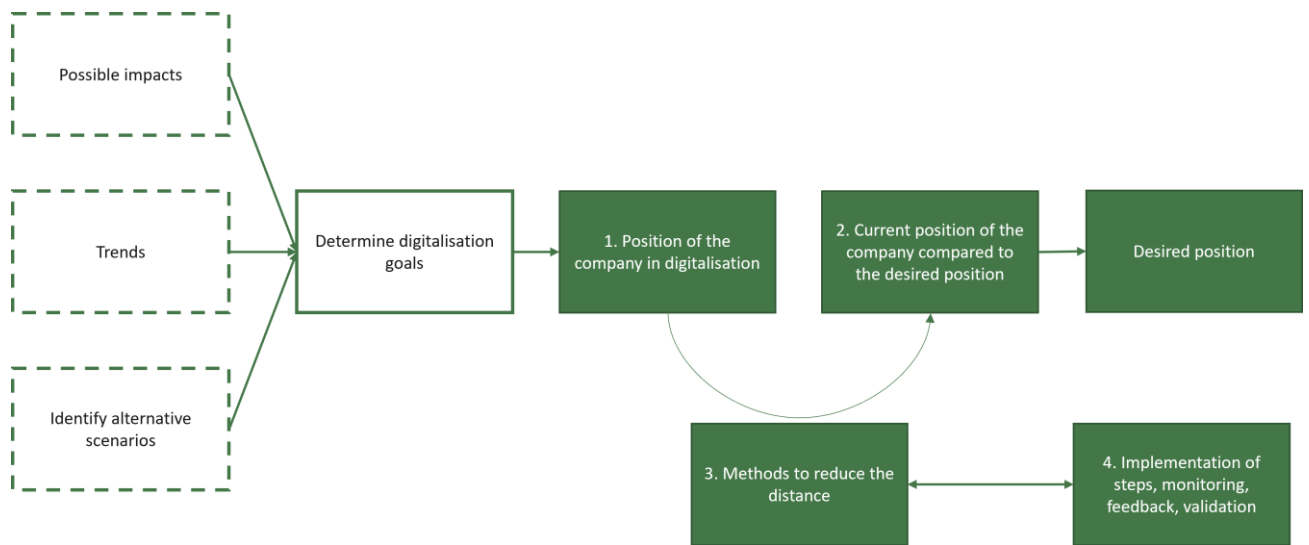 Possible impacts
Trends
Identify alternative
scenarios
Determine digitalisation
goals
1. Position of the
company in digitalisation
2. Current position of the
company compared to
the desired position
Desired position
3. Methods to reduce the
distance
4. Implementation of
steps, monitoring,
feedback, validation